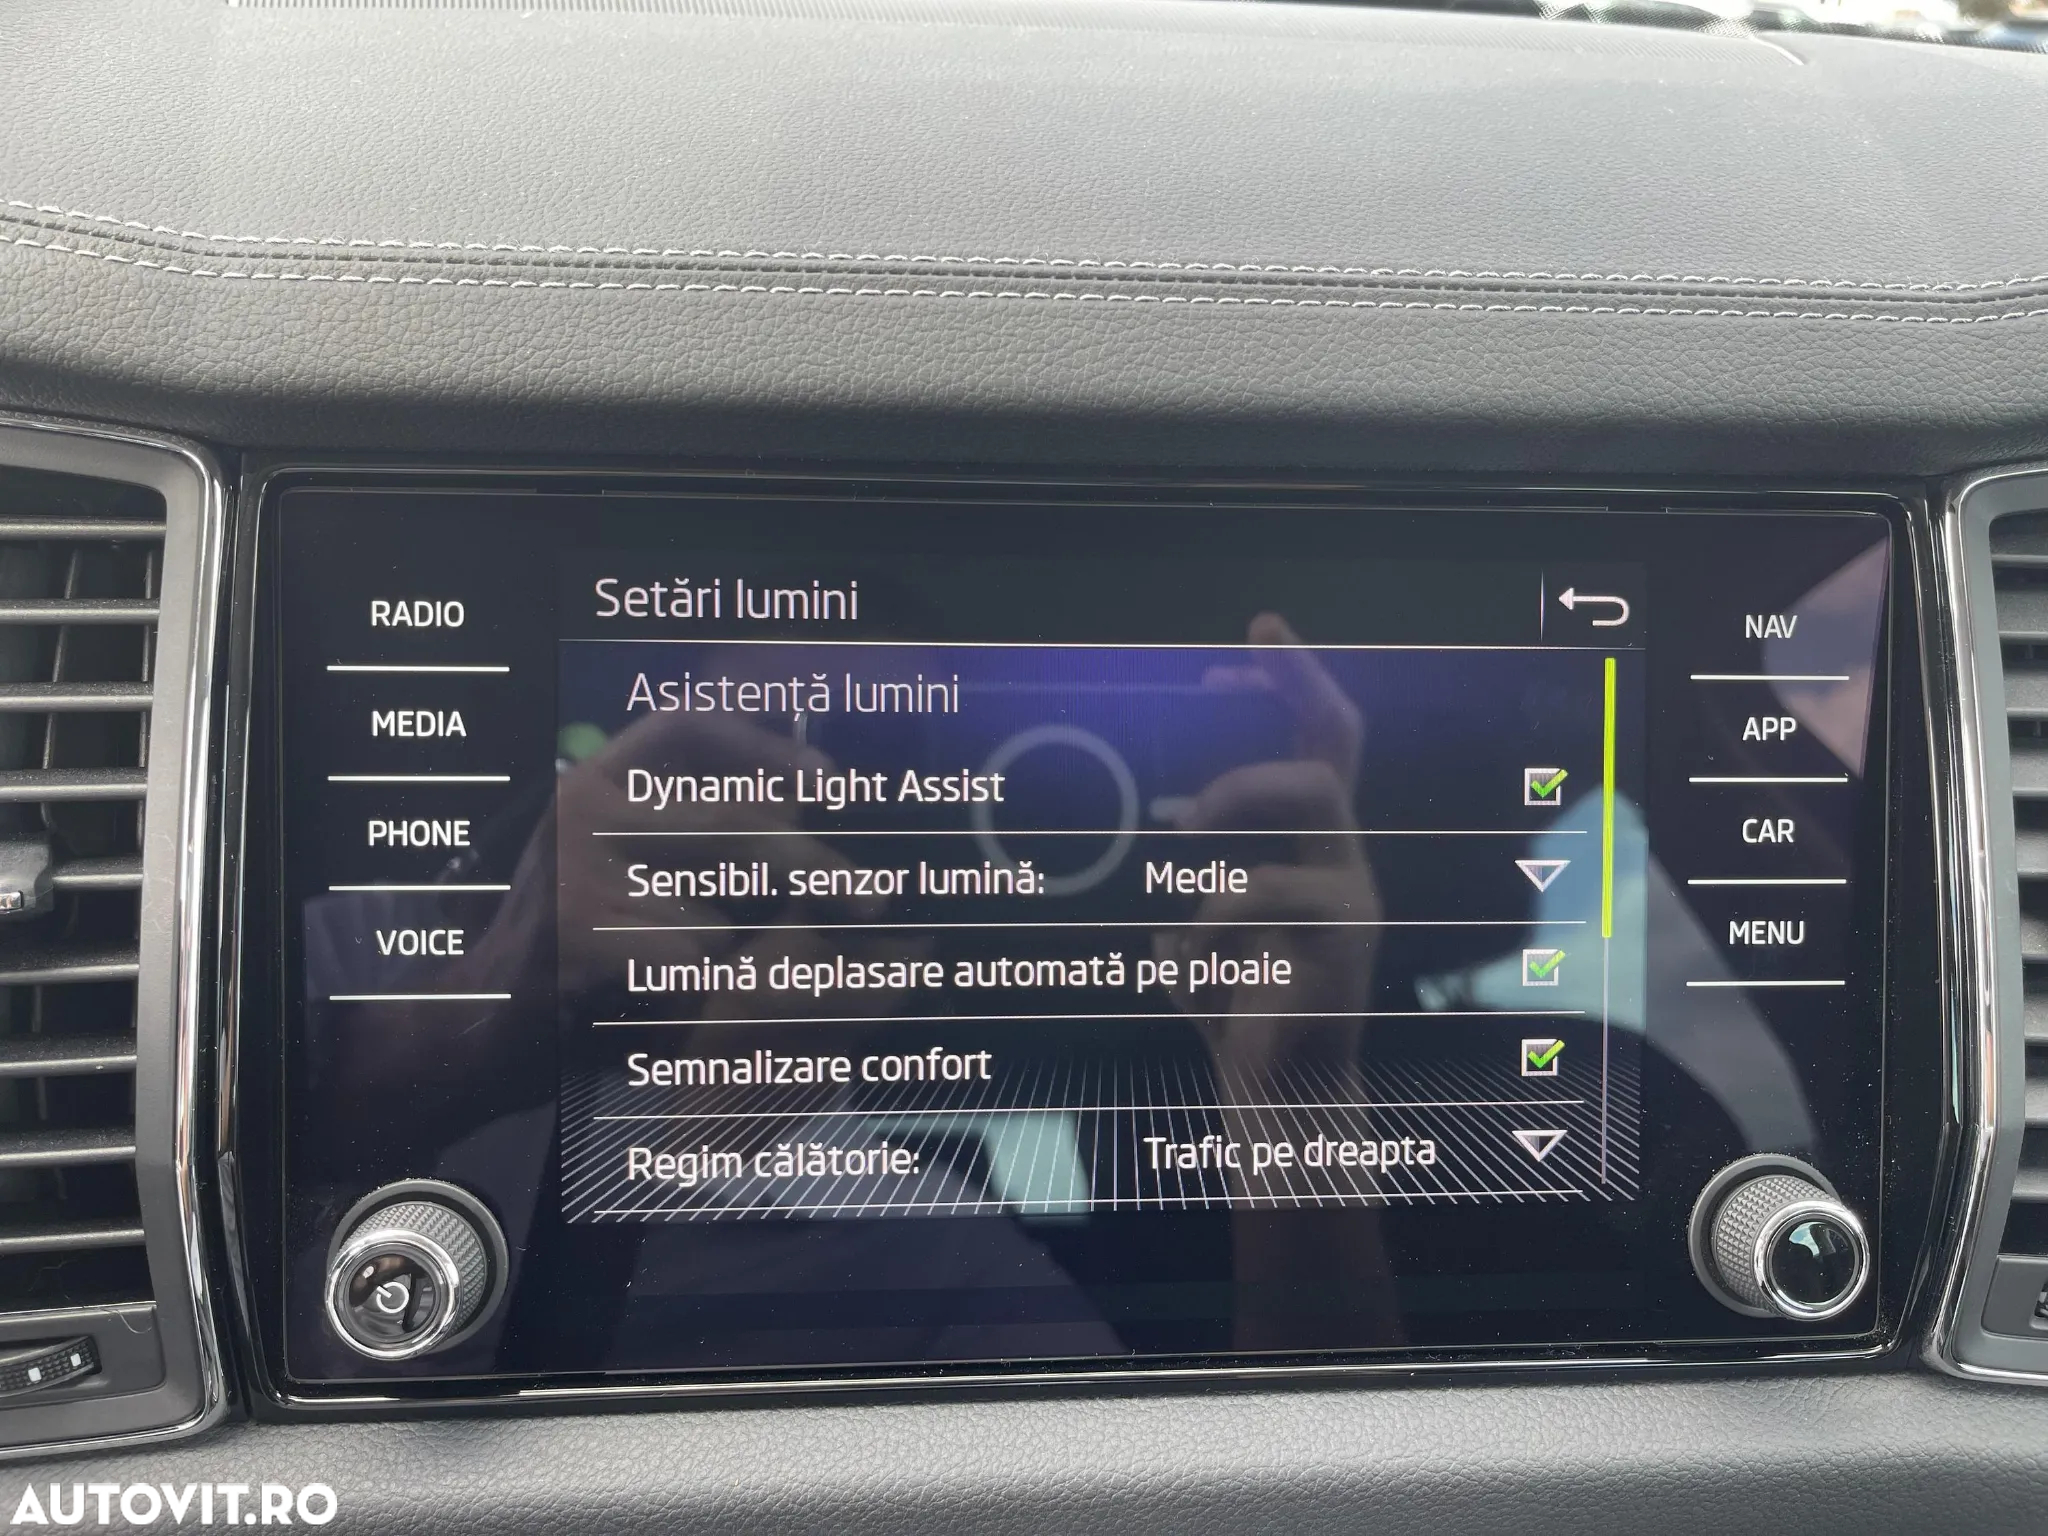 Setări lumini
RADIO
MEDIA
PHONE
VOICE
Asistență lumini
Dynamic Light Assist
Sensibil. senzor lumină: Medie
Lumină deplasare automată pe ploaie
Semnalizare confort
Regim călătorie: Trafic pe dreapta
NAV
APP
CAR
MENU
AUTOVIT.RO